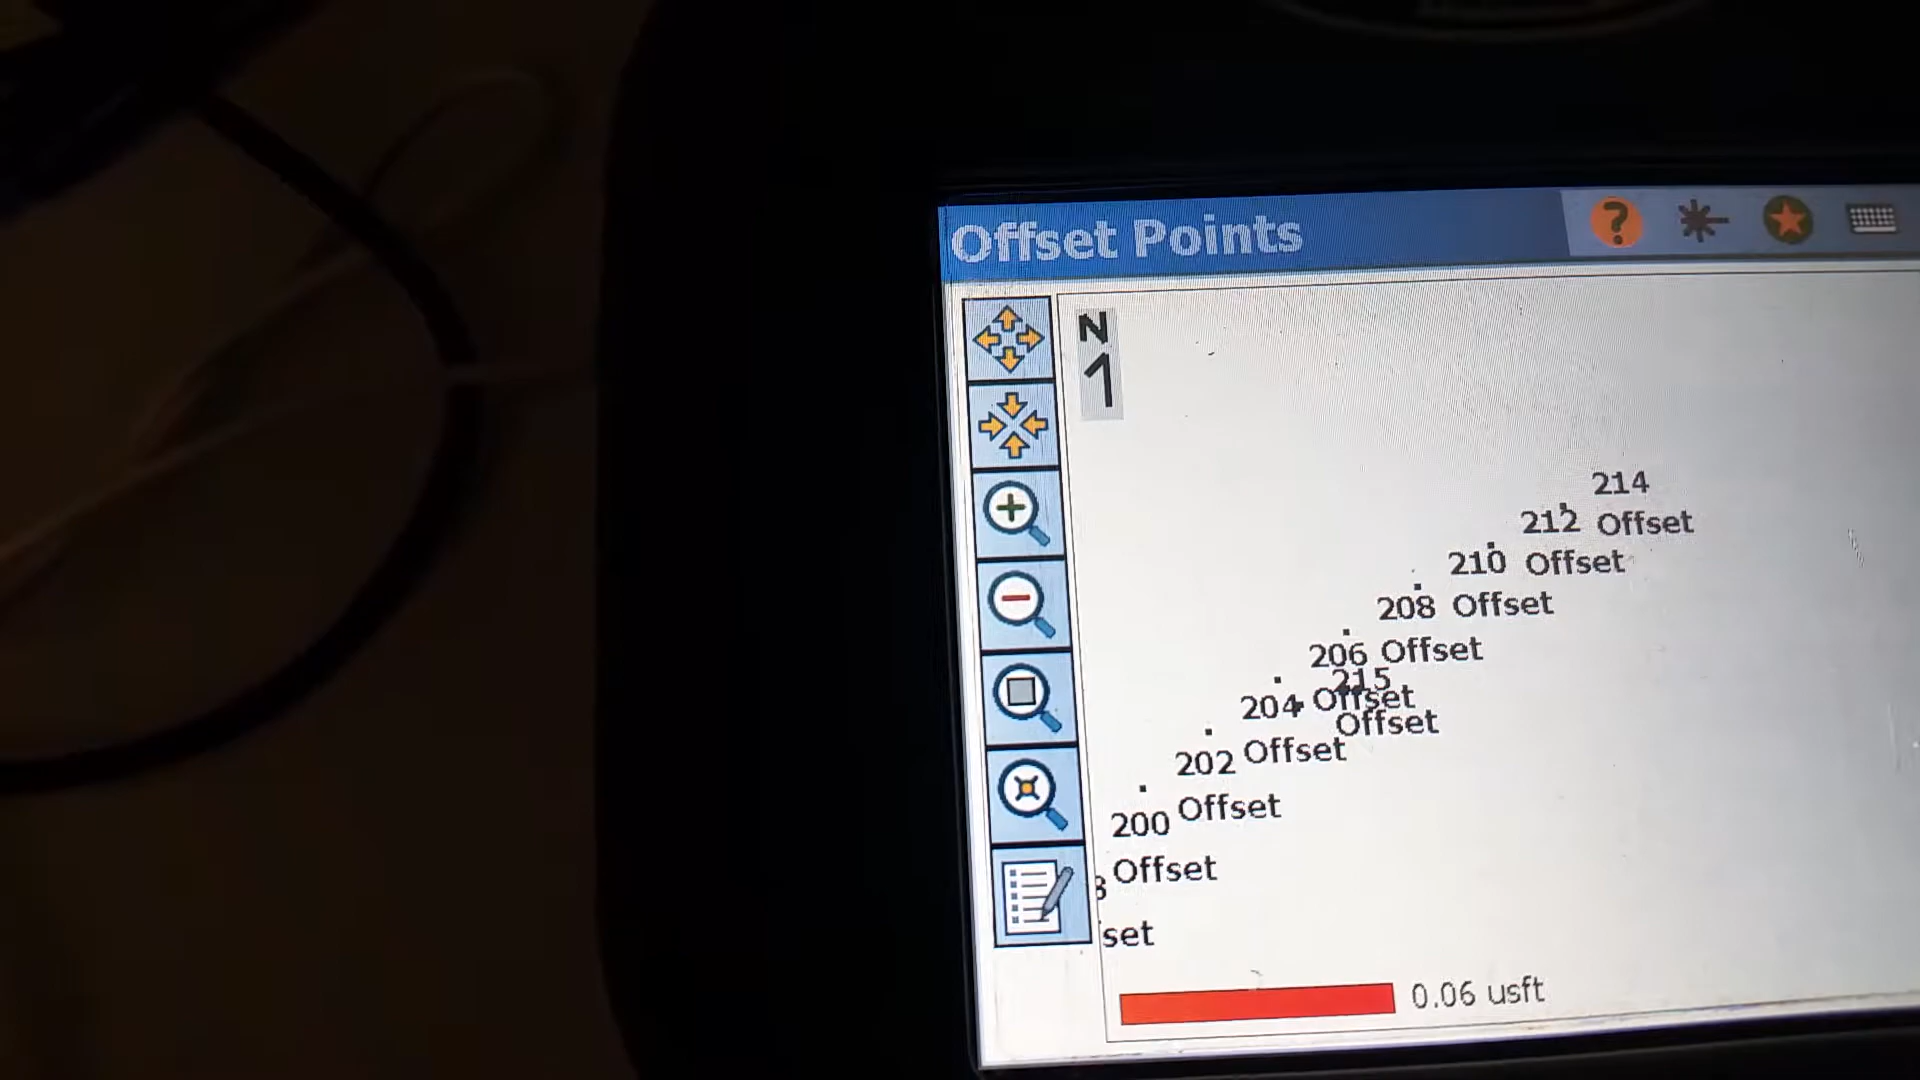 Offset Points
?
N
214
212 Offset
210 Offset
208 Offset
206 Offset
215
204 Offset
Offset
202 Offset
200 Offset
Offset
set
0.06 usft